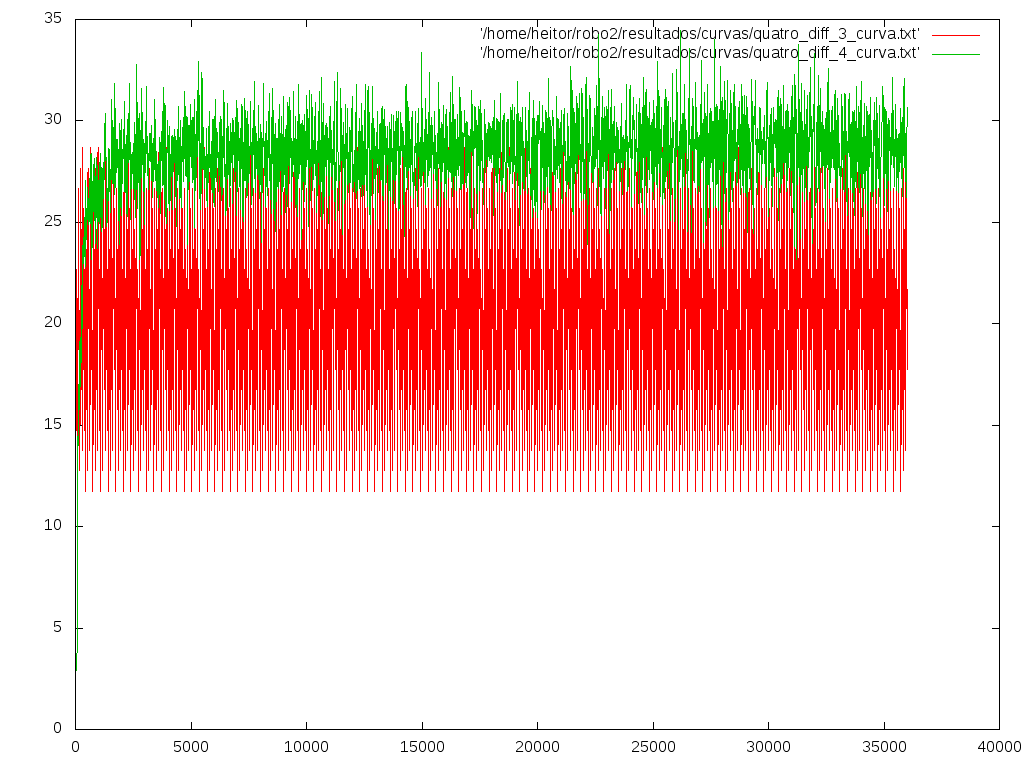 35
30
25
20
15
10
5
0
'/home/heitor/robo2/resultados/curvas/quatro_diff_3_curva.txt'
'/home/heitor/robo2/resultados/curvas/quatro_diff_4_curva.txt'
0 5000 10000 15000 20000 25000 30000 35000 40000